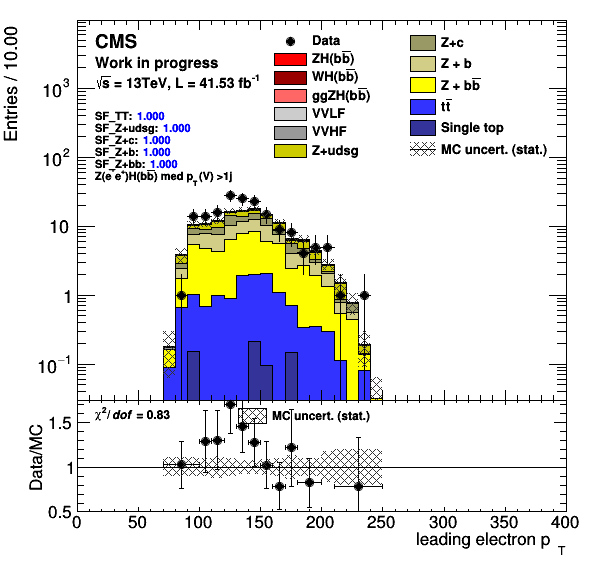 Entries / 10.00
CMS
Work in progress
√s = 13TeV, L = 41.53 fb⁻¹
SF_TT: 1.000
SF_Z+udsg: 1.000
SF_Z+c: 1.000
SF_Z+b: 1.000
SF_Z+bb: 1.000
Z(e⁻e⁺)H(bb̅) med p_T(V) >1j
Data
ZH(bb̅)
WH(bb̅)
ggZH(bb̅)
VVLF
VVHF
Z+udsg
Z+c
Z + b
Z + bb̅
tt̅
Single top
MC uncert. (stat.)
10³
10²
10
1
10⁻¹
Data/MC
χ²/dof = 0.83
MC uncert. (stat.)
1.5
1
0.5
0 50 100 150 200 250 300 350 400
leading electron p_T